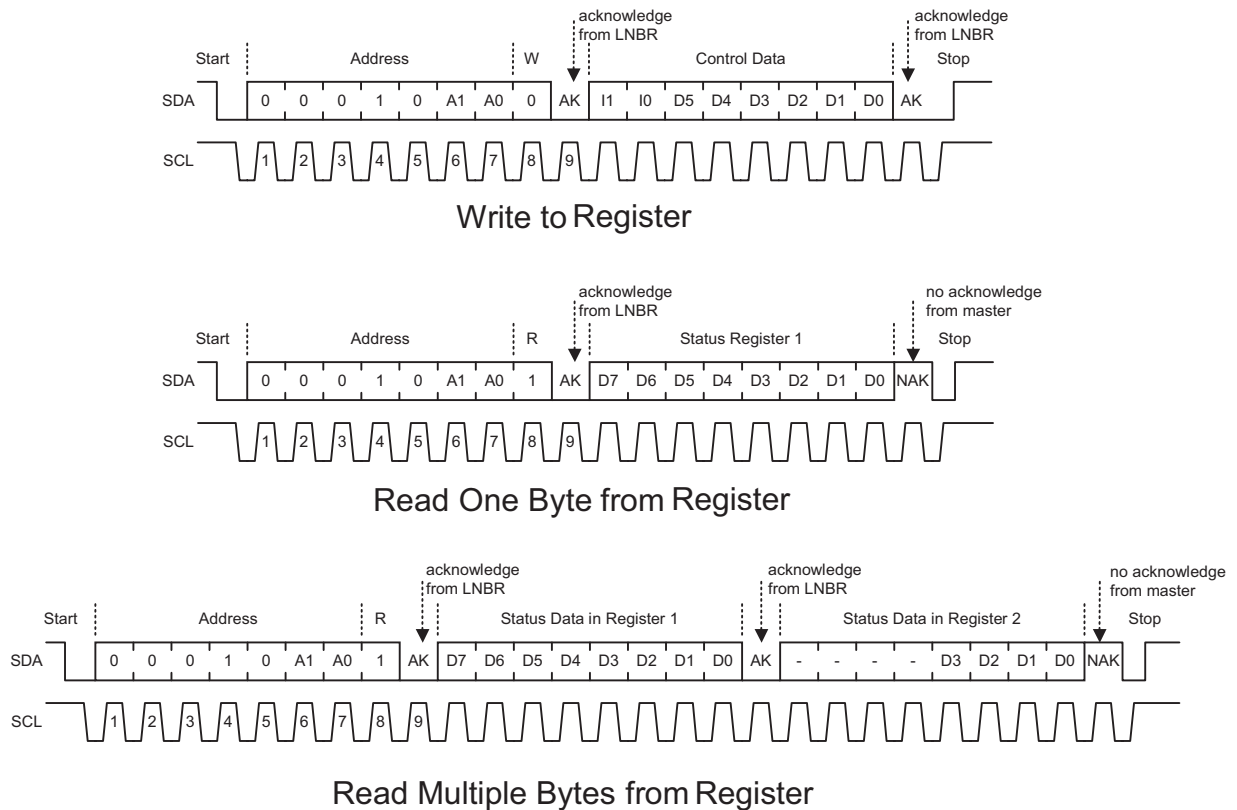 acknowledge
from LNBR
acknowledge
from LNBR
Start Address W Control Data Stop
SDA 0 0 0 1 0 A1 A0 0 AK I1 I0 D5 D4 D3 D2 D1 D0 AK
SCL 1 2 3 4 5 6 7 8 9
Write to Register
acknowledge
from LNBR
no acknowledge
from master
Start Address R Status Register 1 Stop
SDA 0 0 0 1 0 A1 A0 1 AK D7 D6 D5 D4 D3 D2 D1 D0 NAK
SCL 1 2 3 4 5 6 7 8 9
Read One Byte from Register
acknowledge
from LNBR
acknowledge
from LNBR
no acknowledge
from master
Start Address R Status Data in Register 1 Status Data in Register 2 Stop
SDA 0 0 0 1 0 A1 A0 1 AK D7 D6 D5 D4 D3 D2 D1 D0 AK - - - - D3 D2 D1 D0 NAK
SCL 1 2 3 4 5 6 7 8 9
Read Multiple Bytes from Register